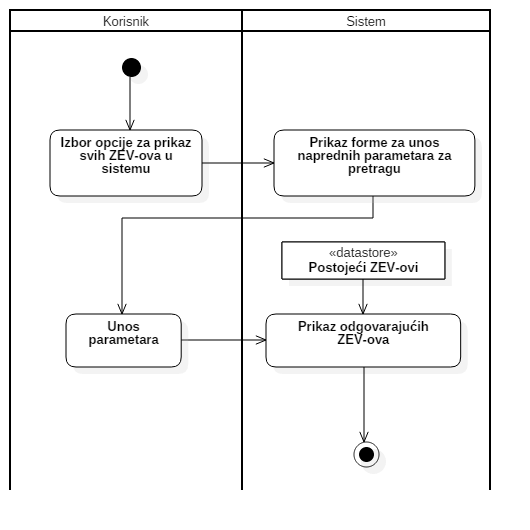 Korisnik
Sistem
Izbor opcije za prikaz
svih ZEV-ova u
sistemu
Prikaz forme za unos
naprednih parametara za
pretragu
«datastore»
Postojeći ZEV-ovi
Unos
parametara
Prikaz odgovarajućih
ZEV-ova